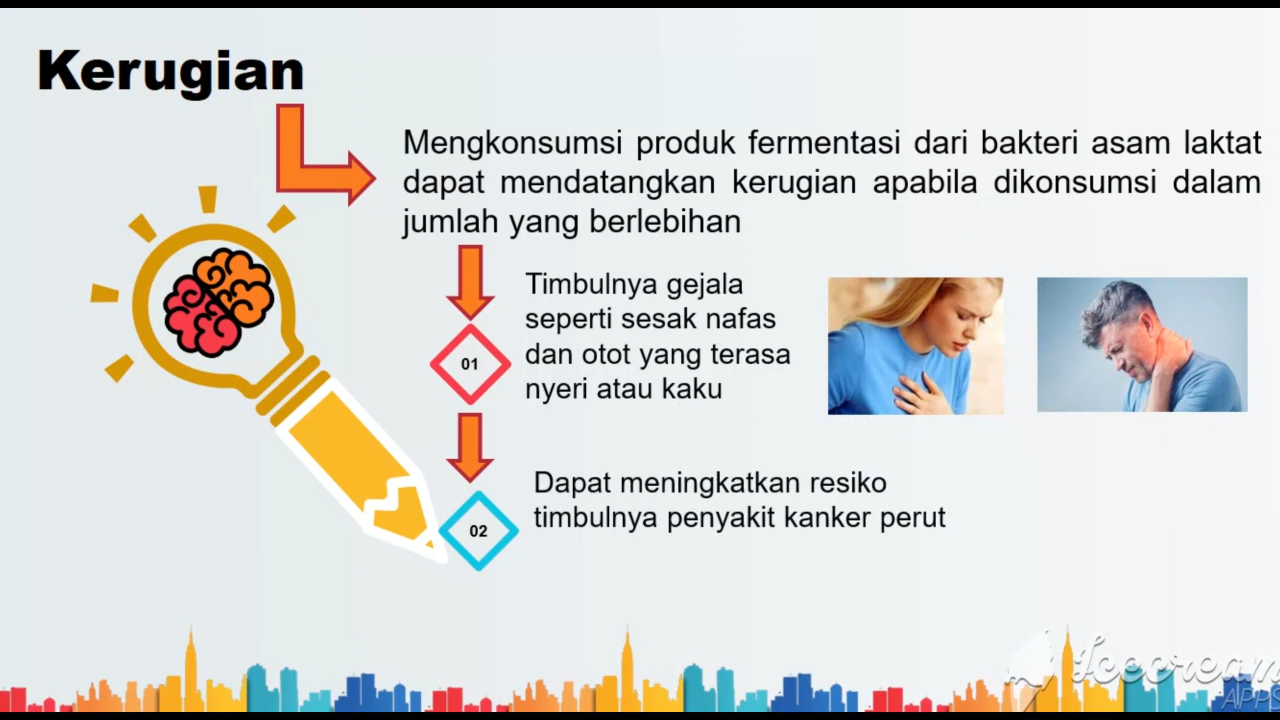 Kerugian
Mengkonsumsi produk fermentasi dari bakteri asam laktat
dapat mendatangkan kerugian apabila dikonsumsi dalam
jumlah yang berlebihan
Timbulnya gejala
seperti sesak nafas
dan otot yang terasa
nyeri atau kaku
01
Dapat meningkatkan resiko
timbulnya penyakit kanker perut
02
Icecream
APPS